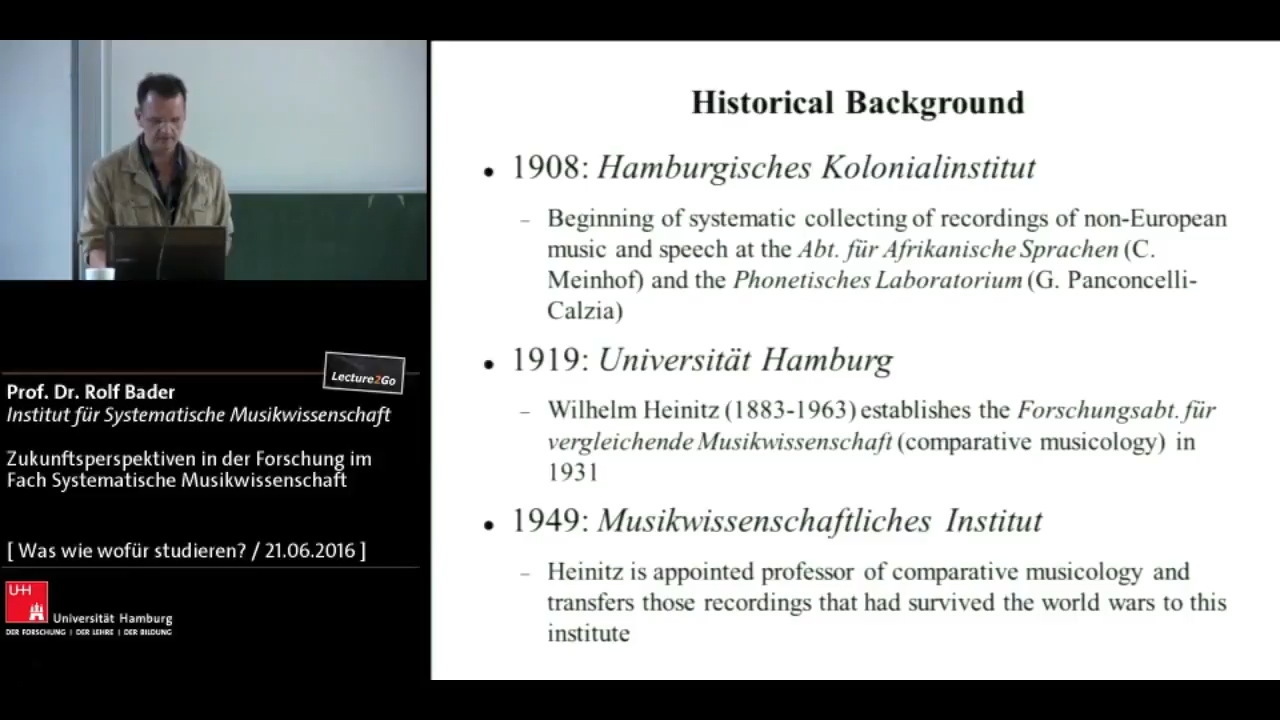 Historical Background
• 1908: Hamburgisches Kolonialinstitut
– Beginning of systematic collecting of recordings of non-European
music and speech at the Abt. für Afrikanische Sprachen (C.
Meinhof) and the Phonetisches Laboratorium (G. Panconcelli-
Calzia)
• 1919: Universität Hamburg
– Wilhelm Heinitz (1883-1963) establishes the Forschungsabt. für
vergleichende Musikwissenschaft (comparative musicology) in
1931
• 1949: Musikwissenschaftliches Institut
– Heinitz is appointed professor of comparative musicology and
transfers those recordings that had survived the world wars to this
institute
Lecture2Go
Prof. Dr. Rolf Bader
Institut für Systematische Musikwissenschaft
Zukunftsperspektiven in der Forschung im
Fach Systematische Musikwissenschaft
[ Was wie wofür studieren? / 21.06.2016 ]
UHH
Universität Hamburg
DER FORSCHUNG | DER LEHRE | DER BILDUNG